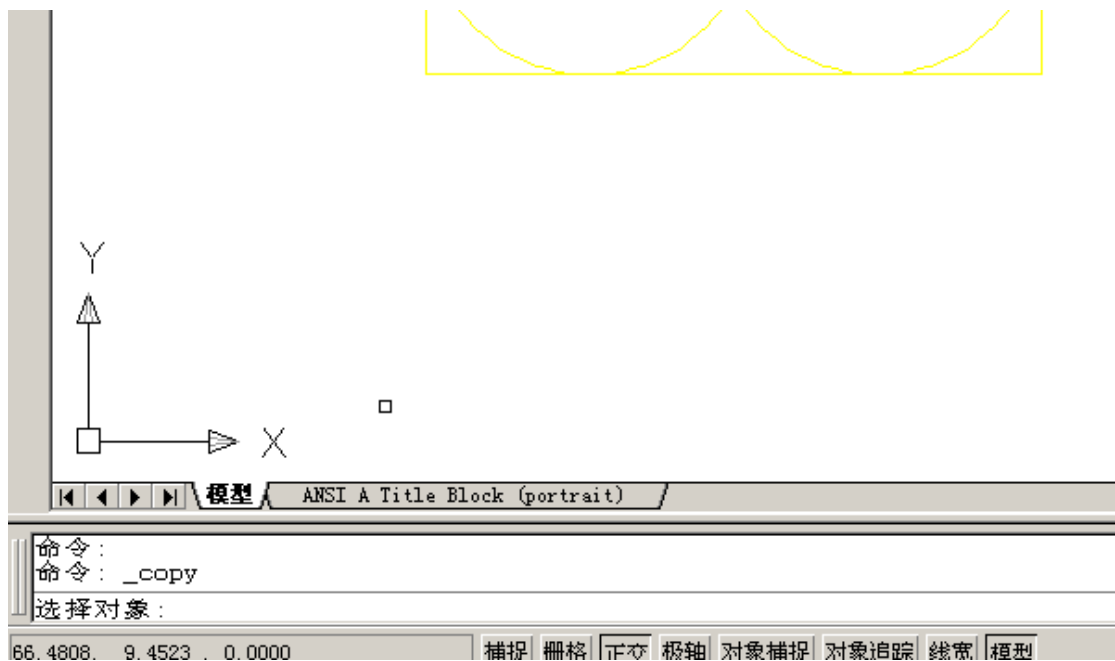 Y
X
模型 ANSI A Title Block (portrait)
命令:
命令: _copy
选择对象:
66.4808, 9.4523 , 0.0000 捕捉 栅格 正交 极轴 对象捕捉 对象追踪 线宽 模型